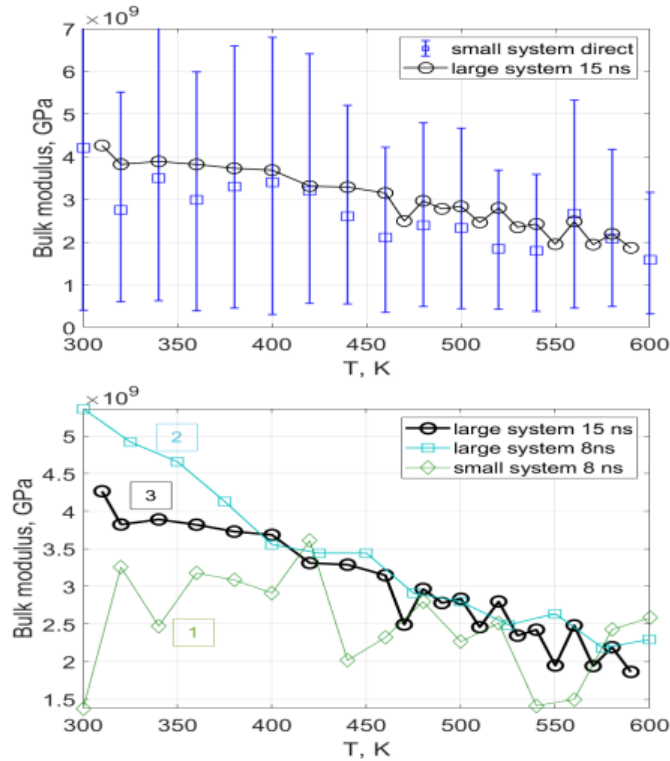 ×10⁹
7
6
5
4
3
2
1
0
Bulk modulus, GPa
small system direct
large system 15 ns
300 350 400 450 500 550 600
T, K
×10⁹
5
4.5
4
3.5
3
2.5
2
1.5
Bulk modulus, GPa
large system 15 ns
large system 8ns
small system 8 ns
2
3
1
300 350 400 450 500 550 600
T, K